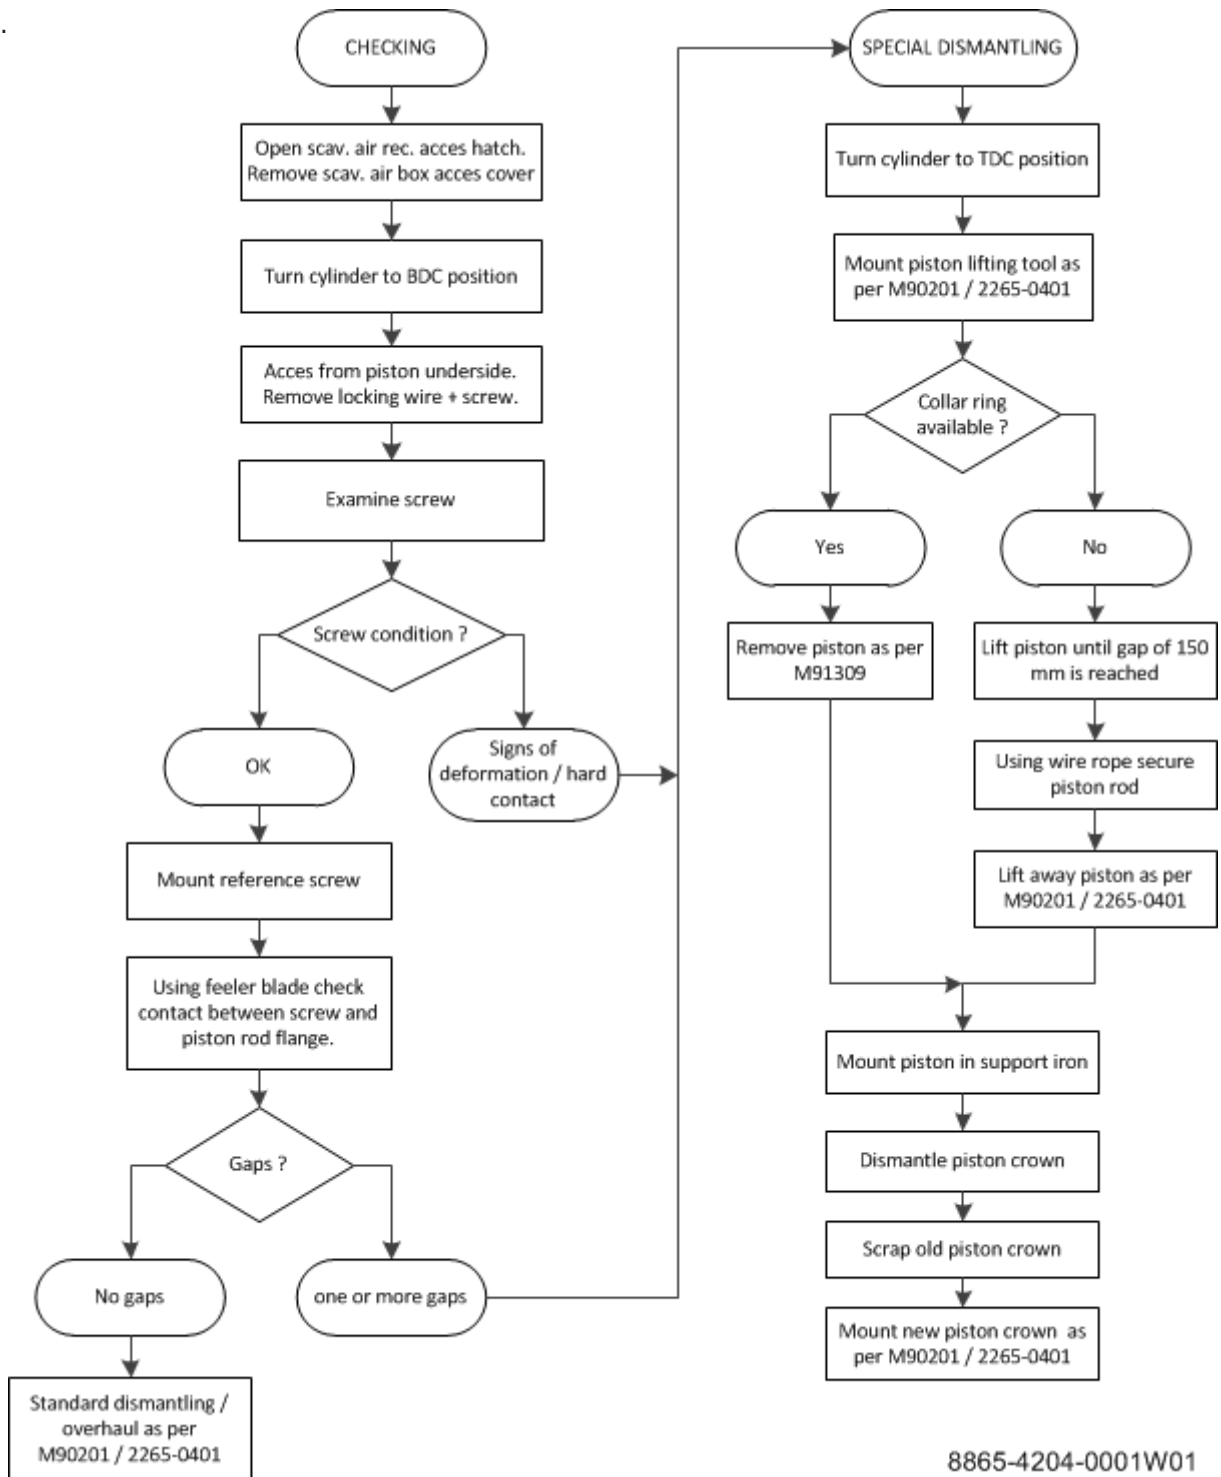 .
CHECKING
Open scav. air rec. acces hatch.
Remove scav. air box acces cover
Turn cylinder to BDC position
Acces from piston underside.
Remove locking wire + screw.
Examine screw
Screw condition ?
OK
Signs of
deformation / hard
contact
Mount reference screw
Using feeler blade check
contact between screw and
piston rod flange.
Gaps ?
No gaps
one or more gaps
Standard dismantling /
overhaul as per
M90201 / 2265-0401
SPECIAL DISMANTLING
Turn cylinder to TDC position
Mount piston lifting tool as
per M90201 / 2265-0401
Collar ring
available ?
Yes
No
Remove piston as per
M91309
Lift piston until gap of 150
mm is reached
Using wire rope secure
piston rod
Lift away piston as per
M90201 / 2265-0401
Mount piston in support iron
Dismantle piston crown
Scrap old piston crown
Mount new piston crown as
per M90201 / 2265-0401
8865-4204-0001W01